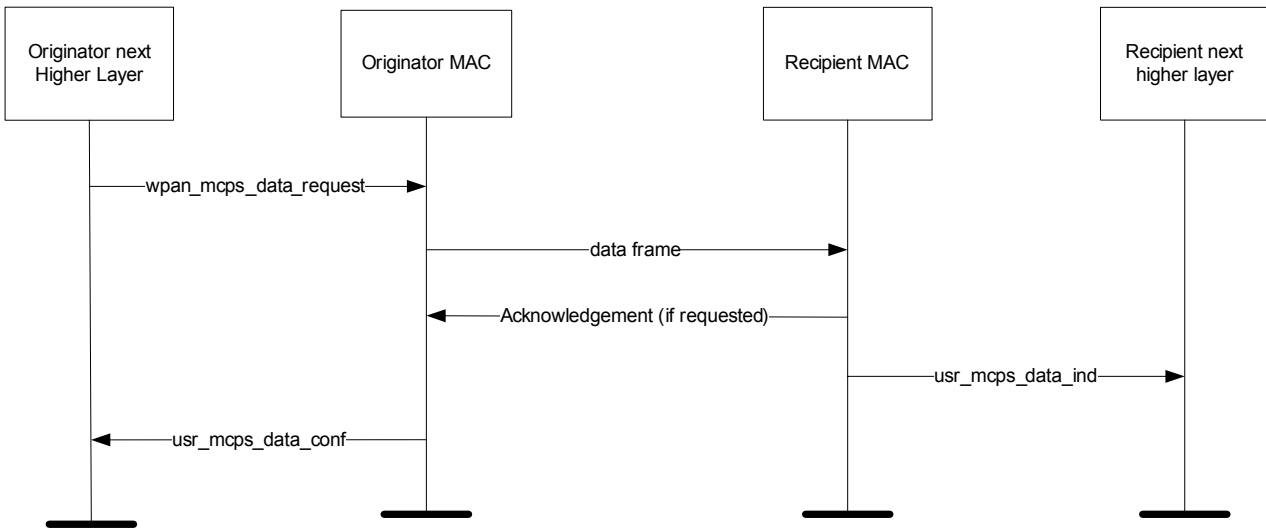 Originator next
Higher Layer
Originator MAC
Recipient MAC
Recipient next
higher layer
wpan_mcps_data_request
data frame
Acknowledgement (if requested)
usr_mcps_data_ind
usr_mcps_data_conf